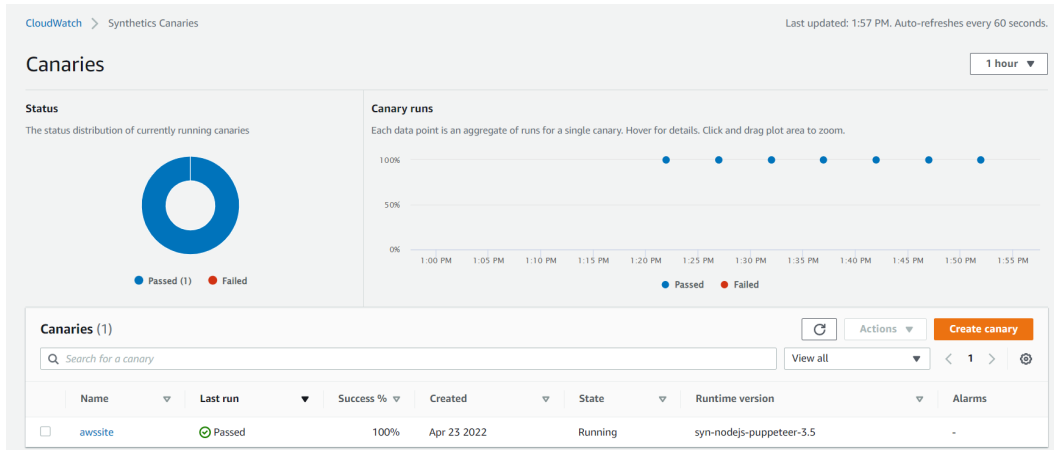 CloudWatch > Synthetics Canaries
Last updated: 1:57 PM. Auto-refreshes every 60 seconds.
Canaries
1 hour
Status
The status distribution of currently running canaries
Passed (1) Failed
Canary runs
Each data point is an aggregate of runs for a single canary. Hover for details. Click and drag plot area to zoom.
100%
50%
0%
1:00 PM 1:05 PM 1:10 PM 1:15 PM 1:20 PM 1:25 PM 1:30 PM 1:35 PM 1:40 PM 1:45 PM 1:50 PM 1:55 PM
Passed Failed
Canaries (1)
Actions
Create canary
Search for a canary
View all
< 1 >
Name Last run Success % Created State Runtime version Alarms
awssite Passed 100% Apr 23 2022 Running syn-nodejs-puppeteer-3.5 -